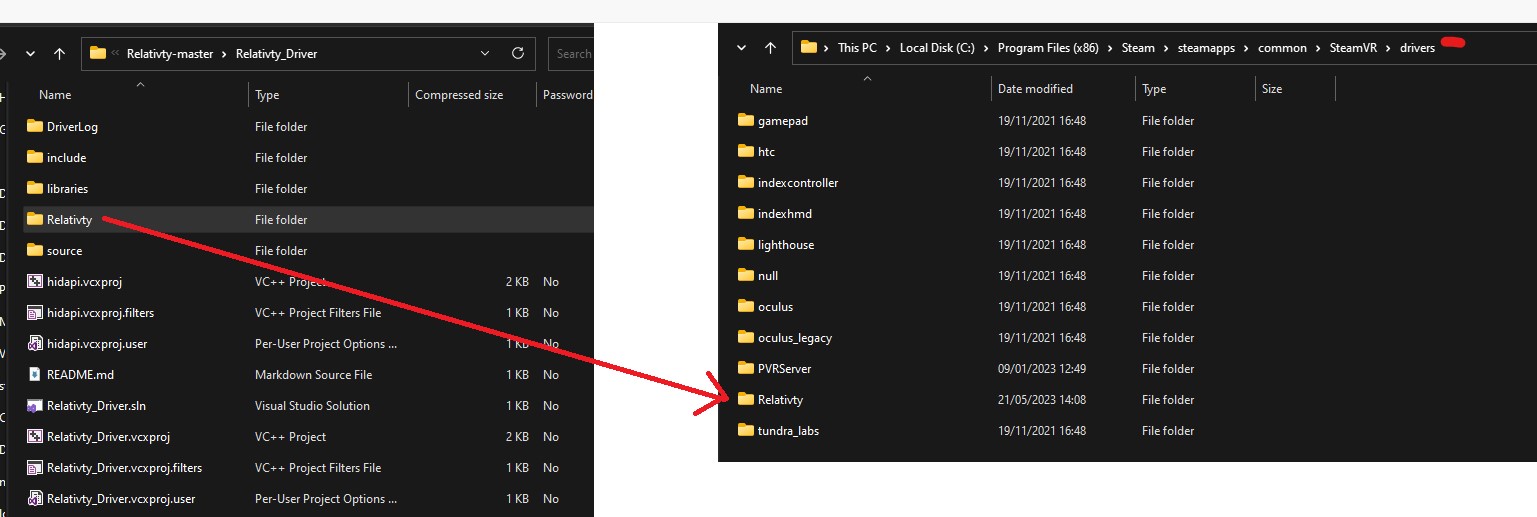 Relativty-master > Relativty_Driver
Search
Name Type Compressed size Password
DriverLog File folder
include File folder
libraries File folder
Relativty File folder
source File folder
hidapi.vcxproj VC++ Project 2 KB No
hidapi.vcxproj.filters VC++ Project Filters File 1 KB No
hidapi.vcxproj.user Per-User Project Options ... 1 KB No
README.md Markdown Source File 1 KB No
Relativty_Driver.sln Visual Studio Solution 1 KB No
Relativty_Driver.vcxproj VC++ Project 2 KB No
Relativty_Driver.vcxproj.filters VC++ Project Filters File 1 KB No
Relativty_Driver.vcxproj.user Per-User Project Options ... 1 KB No
This PC > Local Disk (C:) > Program Files (x86) > Steam > steamapps > common > SteamVR > drivers
Name Date modified Type Size
gamepad 19/11/2021 16:48 File folder
htc 19/11/2021 16:48 File folder
indexcontroller 19/11/2021 16:48 File folder
indexhmd 19/11/2021 16:48 File folder
lighthouse 19/11/2021 16:48 File folder
null 19/11/2021 16:48 File folder
oculus 19/11/2021 16:48 File folder
oculus_legacy 19/11/2021 16:48 File folder
PVRServer 09/01/2023 12:49 File folder
Relativty 21/05/2023 14:08 File folder
tundra_labs 19/11/2021 16:48 File folder